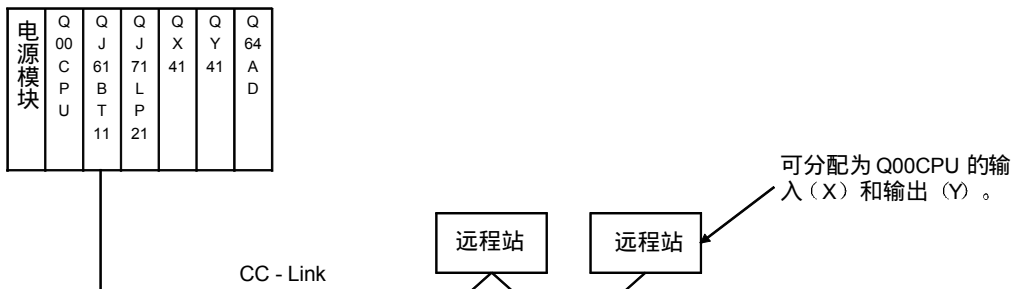 电源模块
Q00CPU
QJ61BT11
QJ71LP21
QX41
QY41
Q64AD
可分配为 Q00CPU 的输
入（X）和输出（Y）。
远程站
远程站
CC - Link